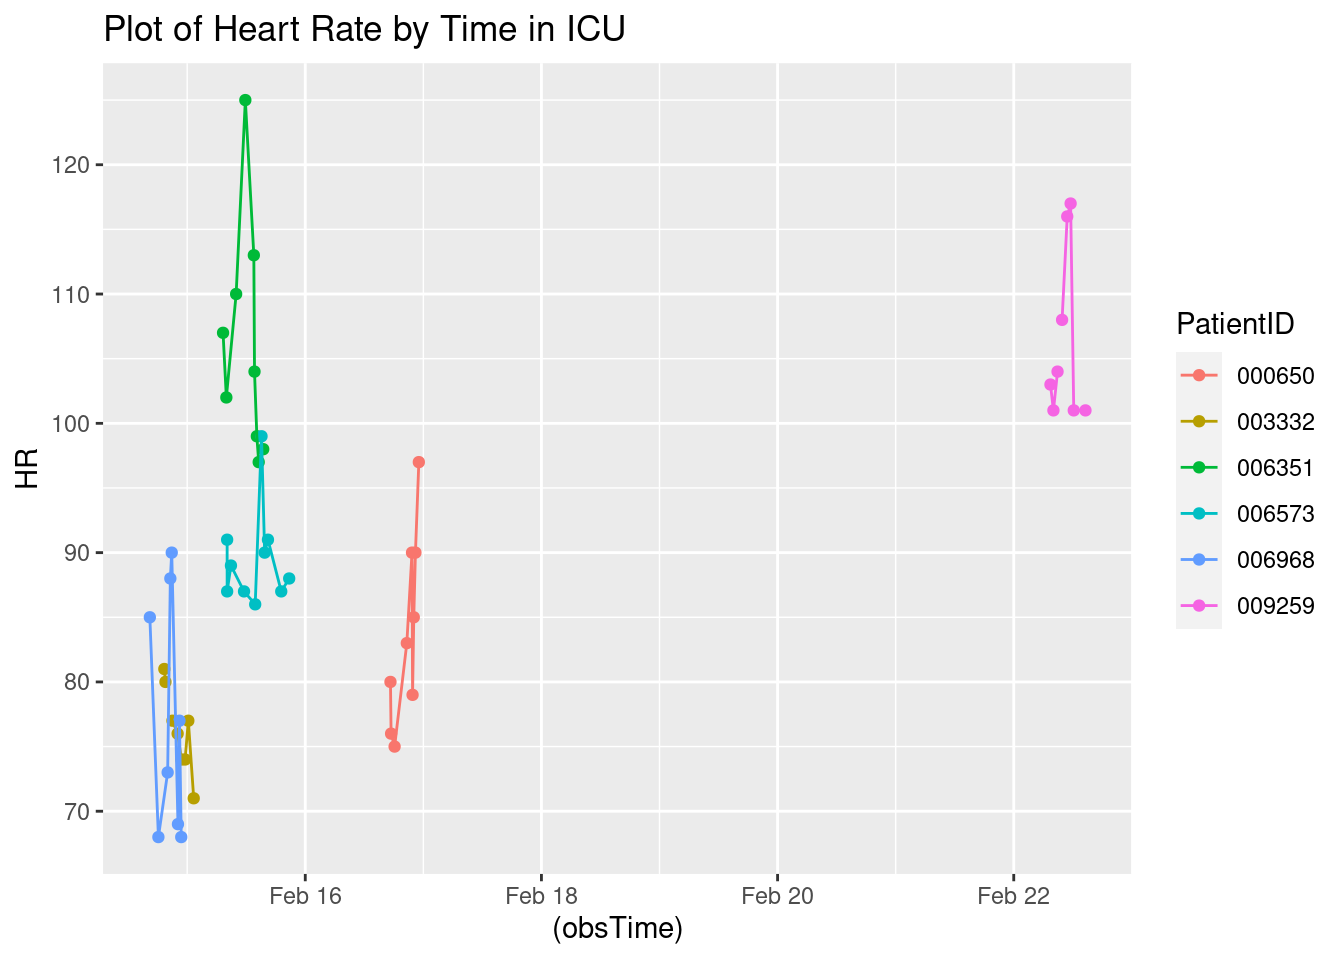 Plot of Heart Rate by Time in ICU
120
110
100
90
80
70
HR
Feb 16
Feb 18
Feb 20
Feb 22
(obsTime)
PatientID
000650
003332
006351
006573
006968
009259